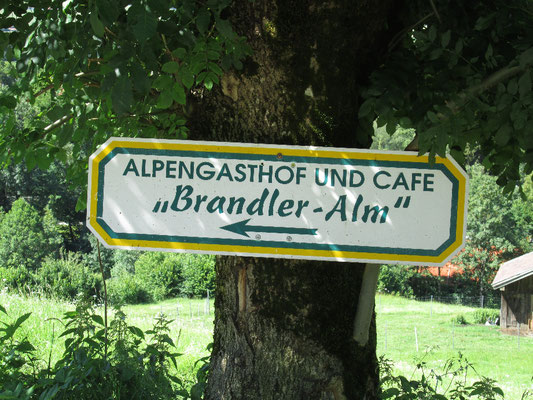 ALPENGASTHOF UND CAFE
„Brandler-Alm"